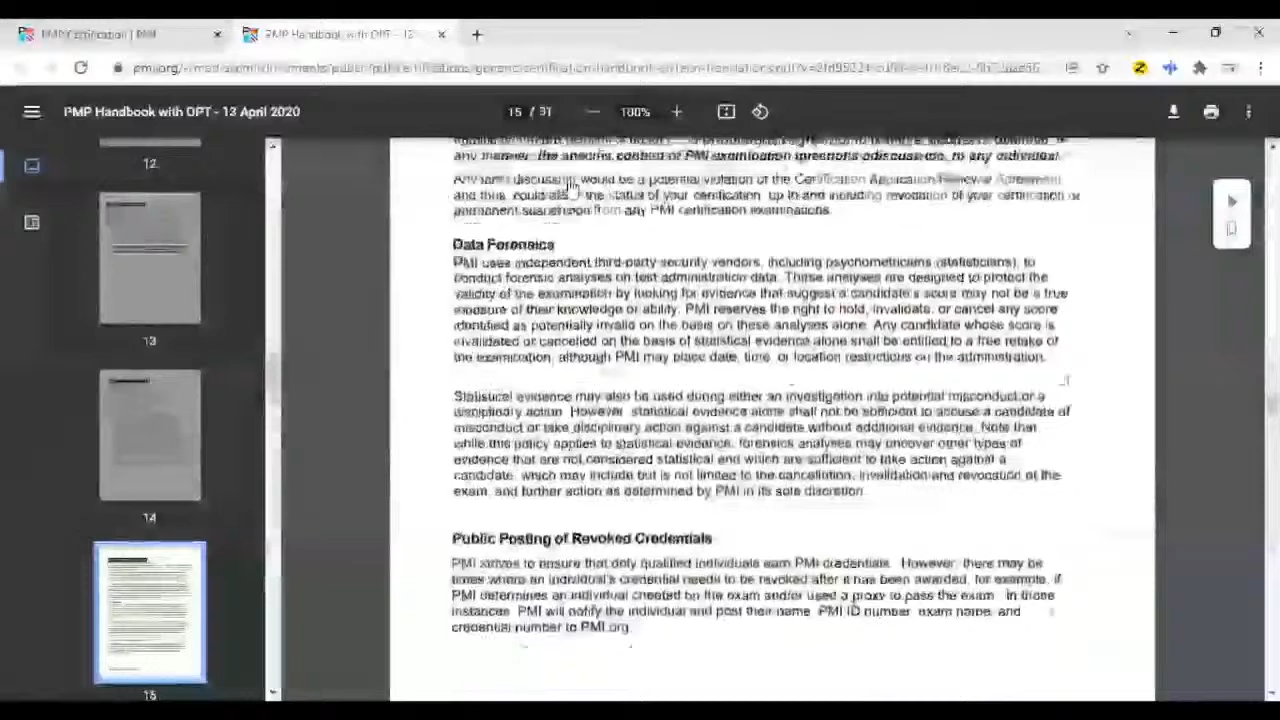 PMP Certification | PMI
PMP Handbook with OPT - 13
PMP Handbook with OPT - 13 April 2020
15 / 31
100%
12
13
14
15
any manner, the specific content of PMI examination questions
to any individual
Any such discussion would be a potential violation of the Certification Application/Renewal Agreement
and thus, could the status of your certification, up to and including revocation of your certification or
permanent suspension from any PMI certification examinations.
Data Forensics
PMI uses independent third-party security vendors, including psychometricians (statisticians), to
conduct forensic analyses on test administration data. These analyses are designed to protect the
validity of the examination by looking for evidence that suggest a candidate's score may not be a true
measure of their knowledge or ability. PMI reserves the right to hold, invalidate, or cancel any score
identified as potentially invalid on the basis on these analyses alone. Any candidate whose score is
invalidated or cancelled on the basis of statistical evidence alone shall be entitled to a free retake of
the examination, although PMI may place date, time, or location restrictions on the administration.
Statistical evidence may also be used during either an investigation into potential misconduct or a
disciplinary action. However, statistical evidence alone shall not be sufficient to accuse a candidate of
misconduct or take disciplinary action against a candidate without additional evidence. Note that
while this policy applies to statistical evidence, forensics analyses may uncover other types of
evidence that are not considered statistical and which are sufficient to take action against a
candidate, which may include but is not limited to the cancellation, invalidation and revocation of the
exam, and further action as determined by PMI in its sole discretion.
Public Posting of Revoked Credentials
PMI strives to ensure that only qualified individuals earn PMI credentials. However, there may be
times where an individual's credential needs to be revoked after it has been awarded, for example, if
PMI determines an individual cheated on the exam and/or used a proxy to pass the exam. In those
instances, PMI will notify the individual and post their name, PMI ID number, exam name, and
credential number to PMI.org.